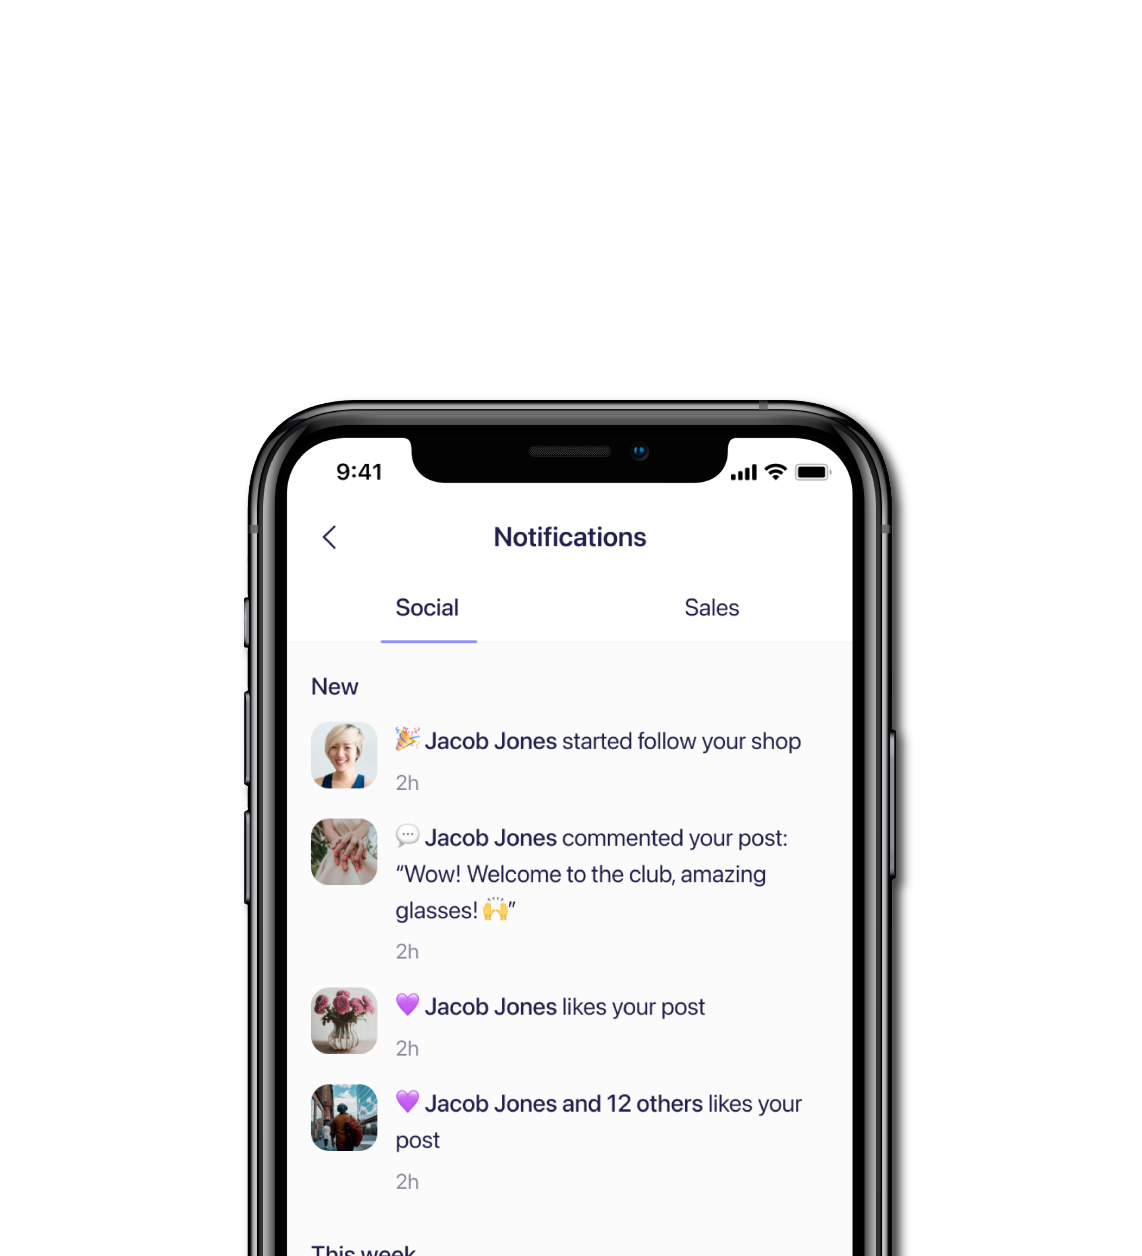 9:41
Notifications
Social Sales
New
🎉 Jacob Jones started follow your shop
2h
💬 Jacob Jones commented your post:
“Wow! Welcome to the club, amazing
glasses! 🙌”
2h
💜 Jacob Jones likes your post
2h
💜 Jacob Jones and 12 others likes your
post
2h
This week